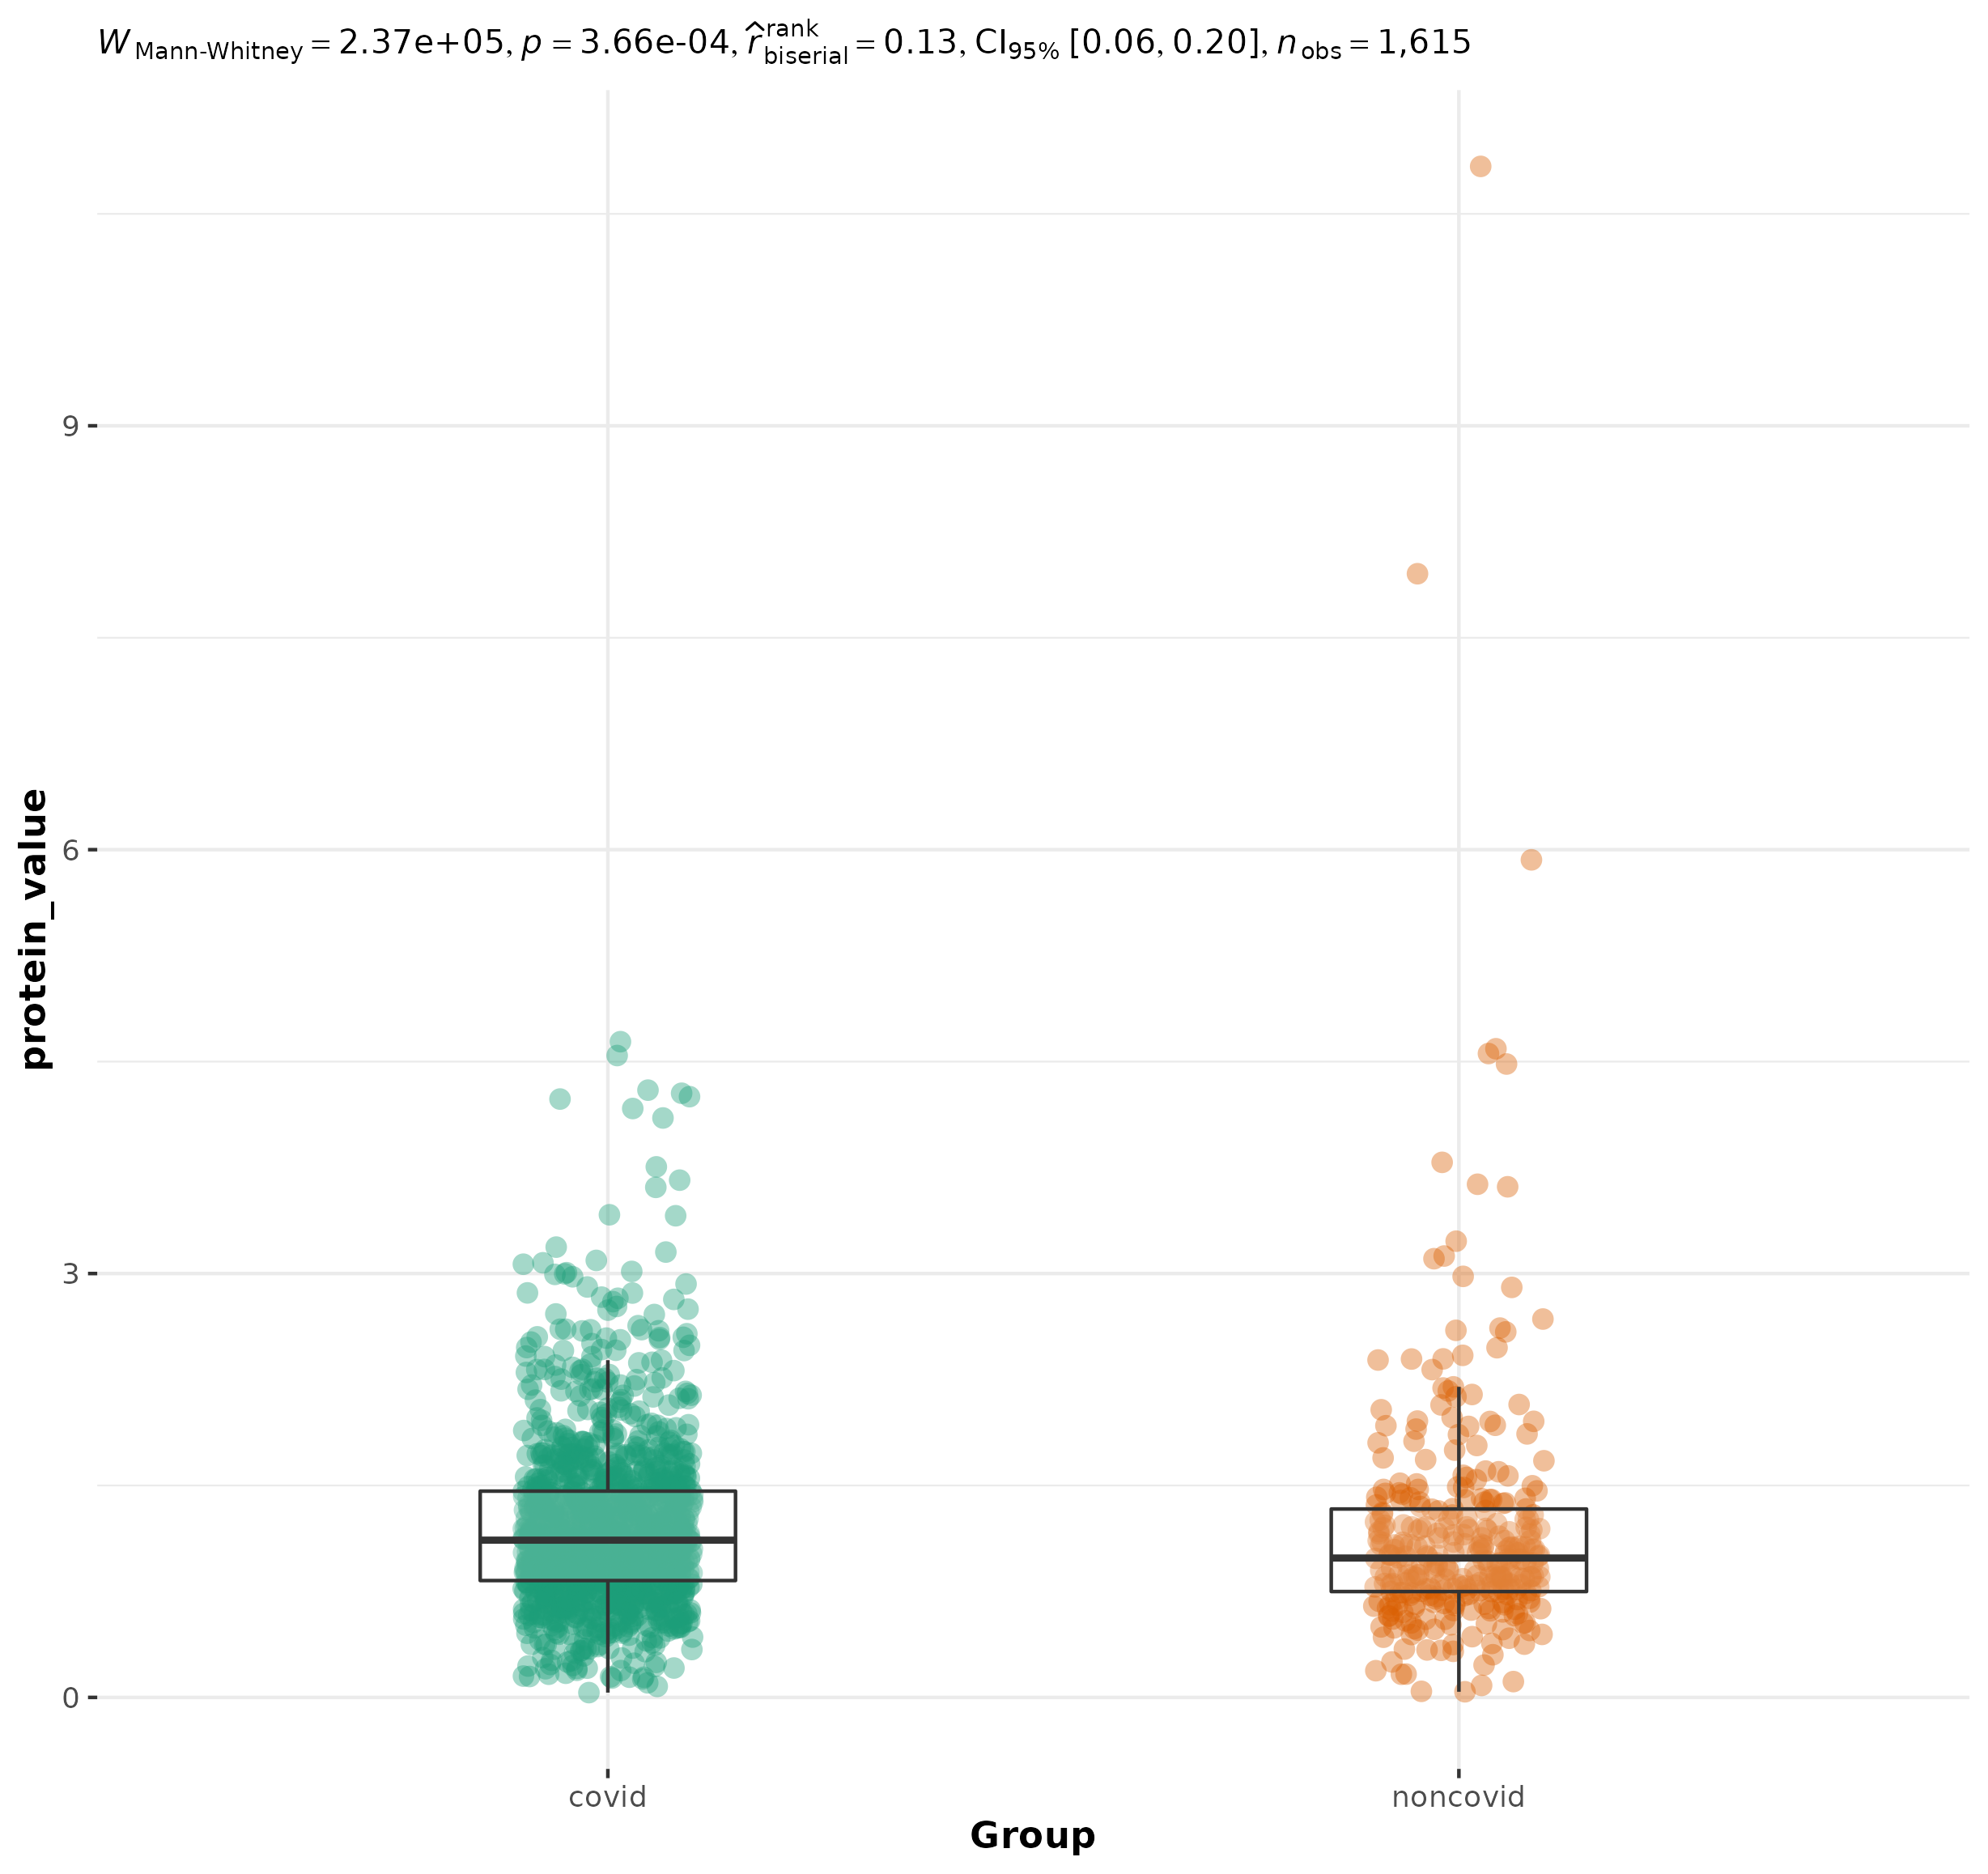 W Mann-Whitney = 2.37e+05, p = 3.66e-04, r̂ rank biserial = 0.13, CI95% [0.06, 0.20], nobs = 1,615
9
6
3
0
protein_value
covid noncovid
Group